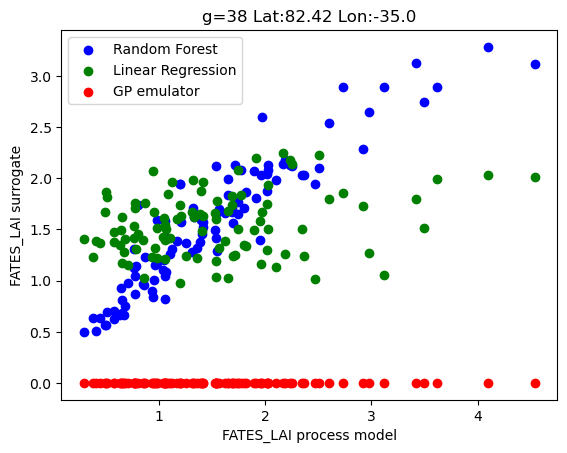 g=38 Lat:82.42 Lon:-35.0
Random Forest
Linear Regression
GP emulator
3.0
2.5
2.0
1.5
1.0
0.5
0.0
FATES_LAI surrogate
1 2 3 4
FATES_LAI process model